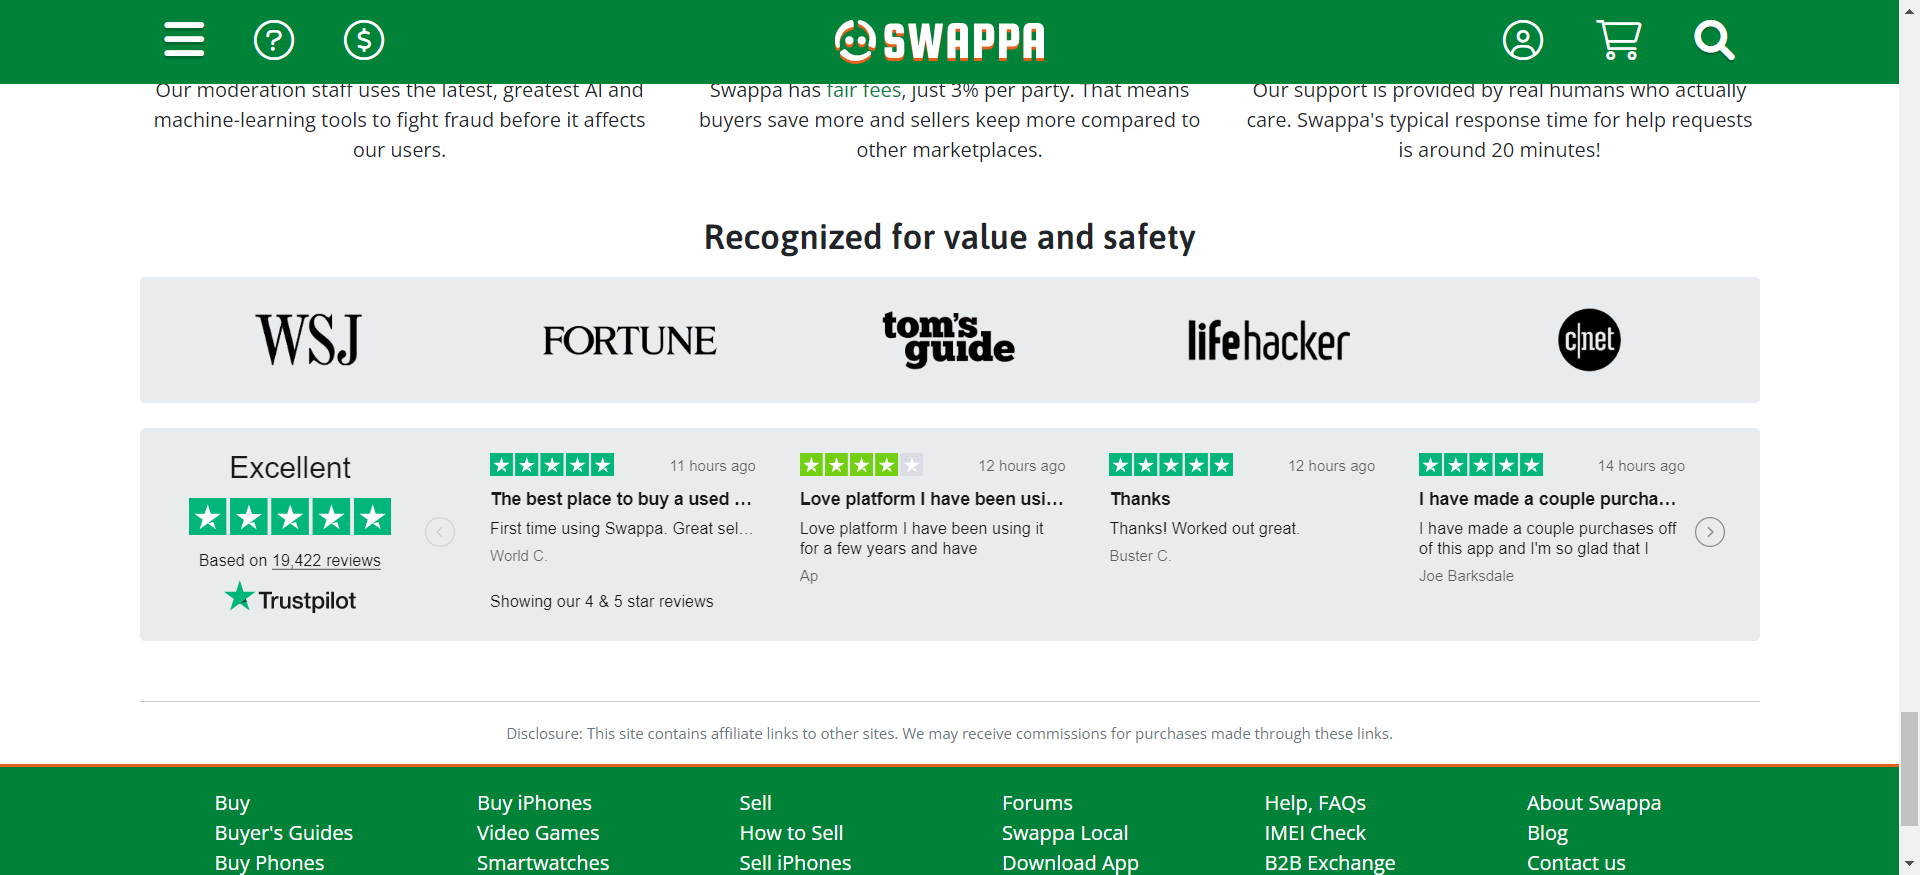 SWAPPA
Our moderation staff uses the latest, greatest AI and
machine-learning tools to fight fraud before it affects
our users.
Swappa has fair fees, just 3% per party. That means
buyers save more and sellers keep more compared to
other marketplaces.
Our support is provided by real humans who actually
care. Swappa's typical response time for help requests
is around 20 minutes!
Recognized for value and safety
WSJ
FORTUNE
tom's
guide
lifehacker
c|net
Excellent
Based on 19,422 reviews
Trustpilot
11 hours ago
The best place to buy a used ...
First time using Swappa. Great sel...
World C.
12 hours ago
Love platform I have been usi...
Love platform I have been using it
for a few years and have
Ap
12 hours ago
Thanks
Thanks! Worked out great.
Buster C.
14 hours ago
I have made a couple purcha...
I have made a couple purchases off
of this app and I'm so glad that I
Joe Barksdale
Showing our 4 & 5 star reviews
Disclosure: This site contains affiliate links to other sites. We may receive commissions for purchases made through these links.
Buy
Buyer's Guides
Buy Phones
Buy iPhones
Video Games
Smartwatches
Sell
How to Sell
Sell iPhones
Forums
Swappa Local
Download App
Help, FAQs
IMEI Check
B2B Exchange
About Swappa
Blog
Contact us